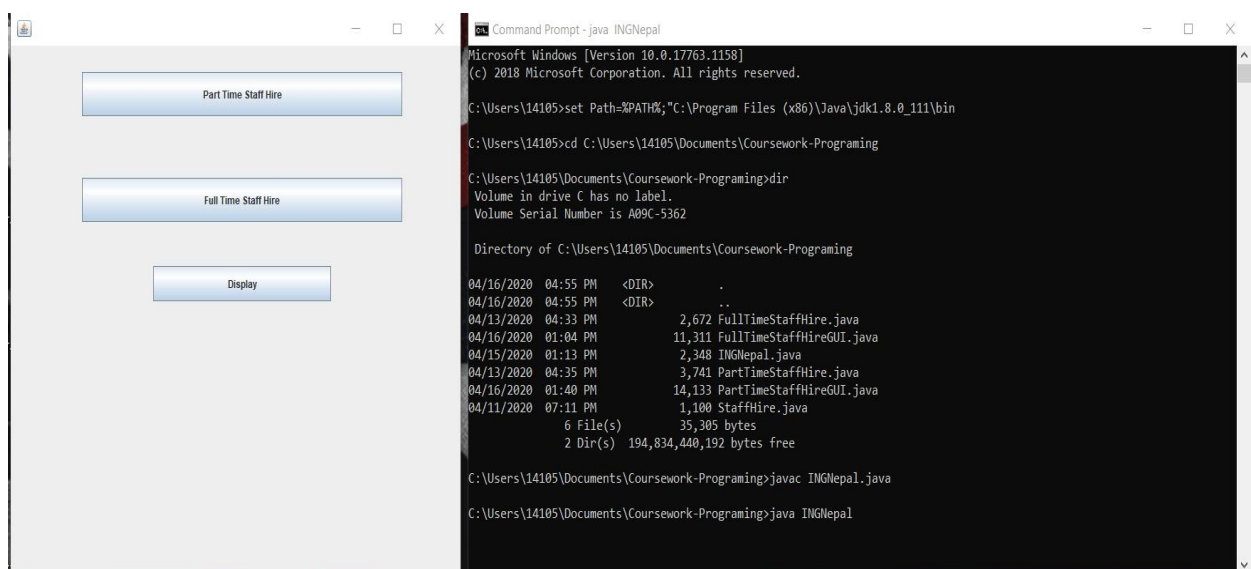 Part Time Staff Hire
Full Time Staff Hire
Display
Command Prompt - java INGNepal
Microsoft Windows [Version 10.0.17763.1158]
(c) 2018 Microsoft Corporation. All rights reserved.
C:\Users\14105>set Path=%PATH%;"C:\Program Files (x86)\Java\jdk1.8.0_111\bin
C:\Users\14105>cd C:\Users\14105\Documents\Coursework-Programing
C:\Users\14105\Documents\Coursework-Programing>dir
Volume in drive C has no label.
Volume Serial Number is A09C-5362
Directory of C:\Users\14105\Documents\Coursework-Programing
04/16/2020  04:55 PM    <DIR>          .
04/16/2020  04:55 PM    <DIR>          ..
04/13/2020  04:33 PM             2,672 FullTimeStaffHire.java
04/16/2020  01:04 PM            11,311 FullTimeStaffHireGUI.java
04/15/2020  01:13 PM             2,348 INGNepal.java
04/13/2020  04:35 PM             3,741 PartTimeStaffHire.java
04/16/2020  01:40 PM            14,133 PartTimeStaffHireGUI.java
04/11/2020  07:11 PM             1,100 StaffHire.java
6 File(s)         35,305 bytes
2 Dir(s)  194,834,440,192 bytes free
C:\Users\14105\Documents\Coursework-Programing>javac INGNepal.java
C:\Users\14105\Documents\Coursework-Programing>java INGNepal